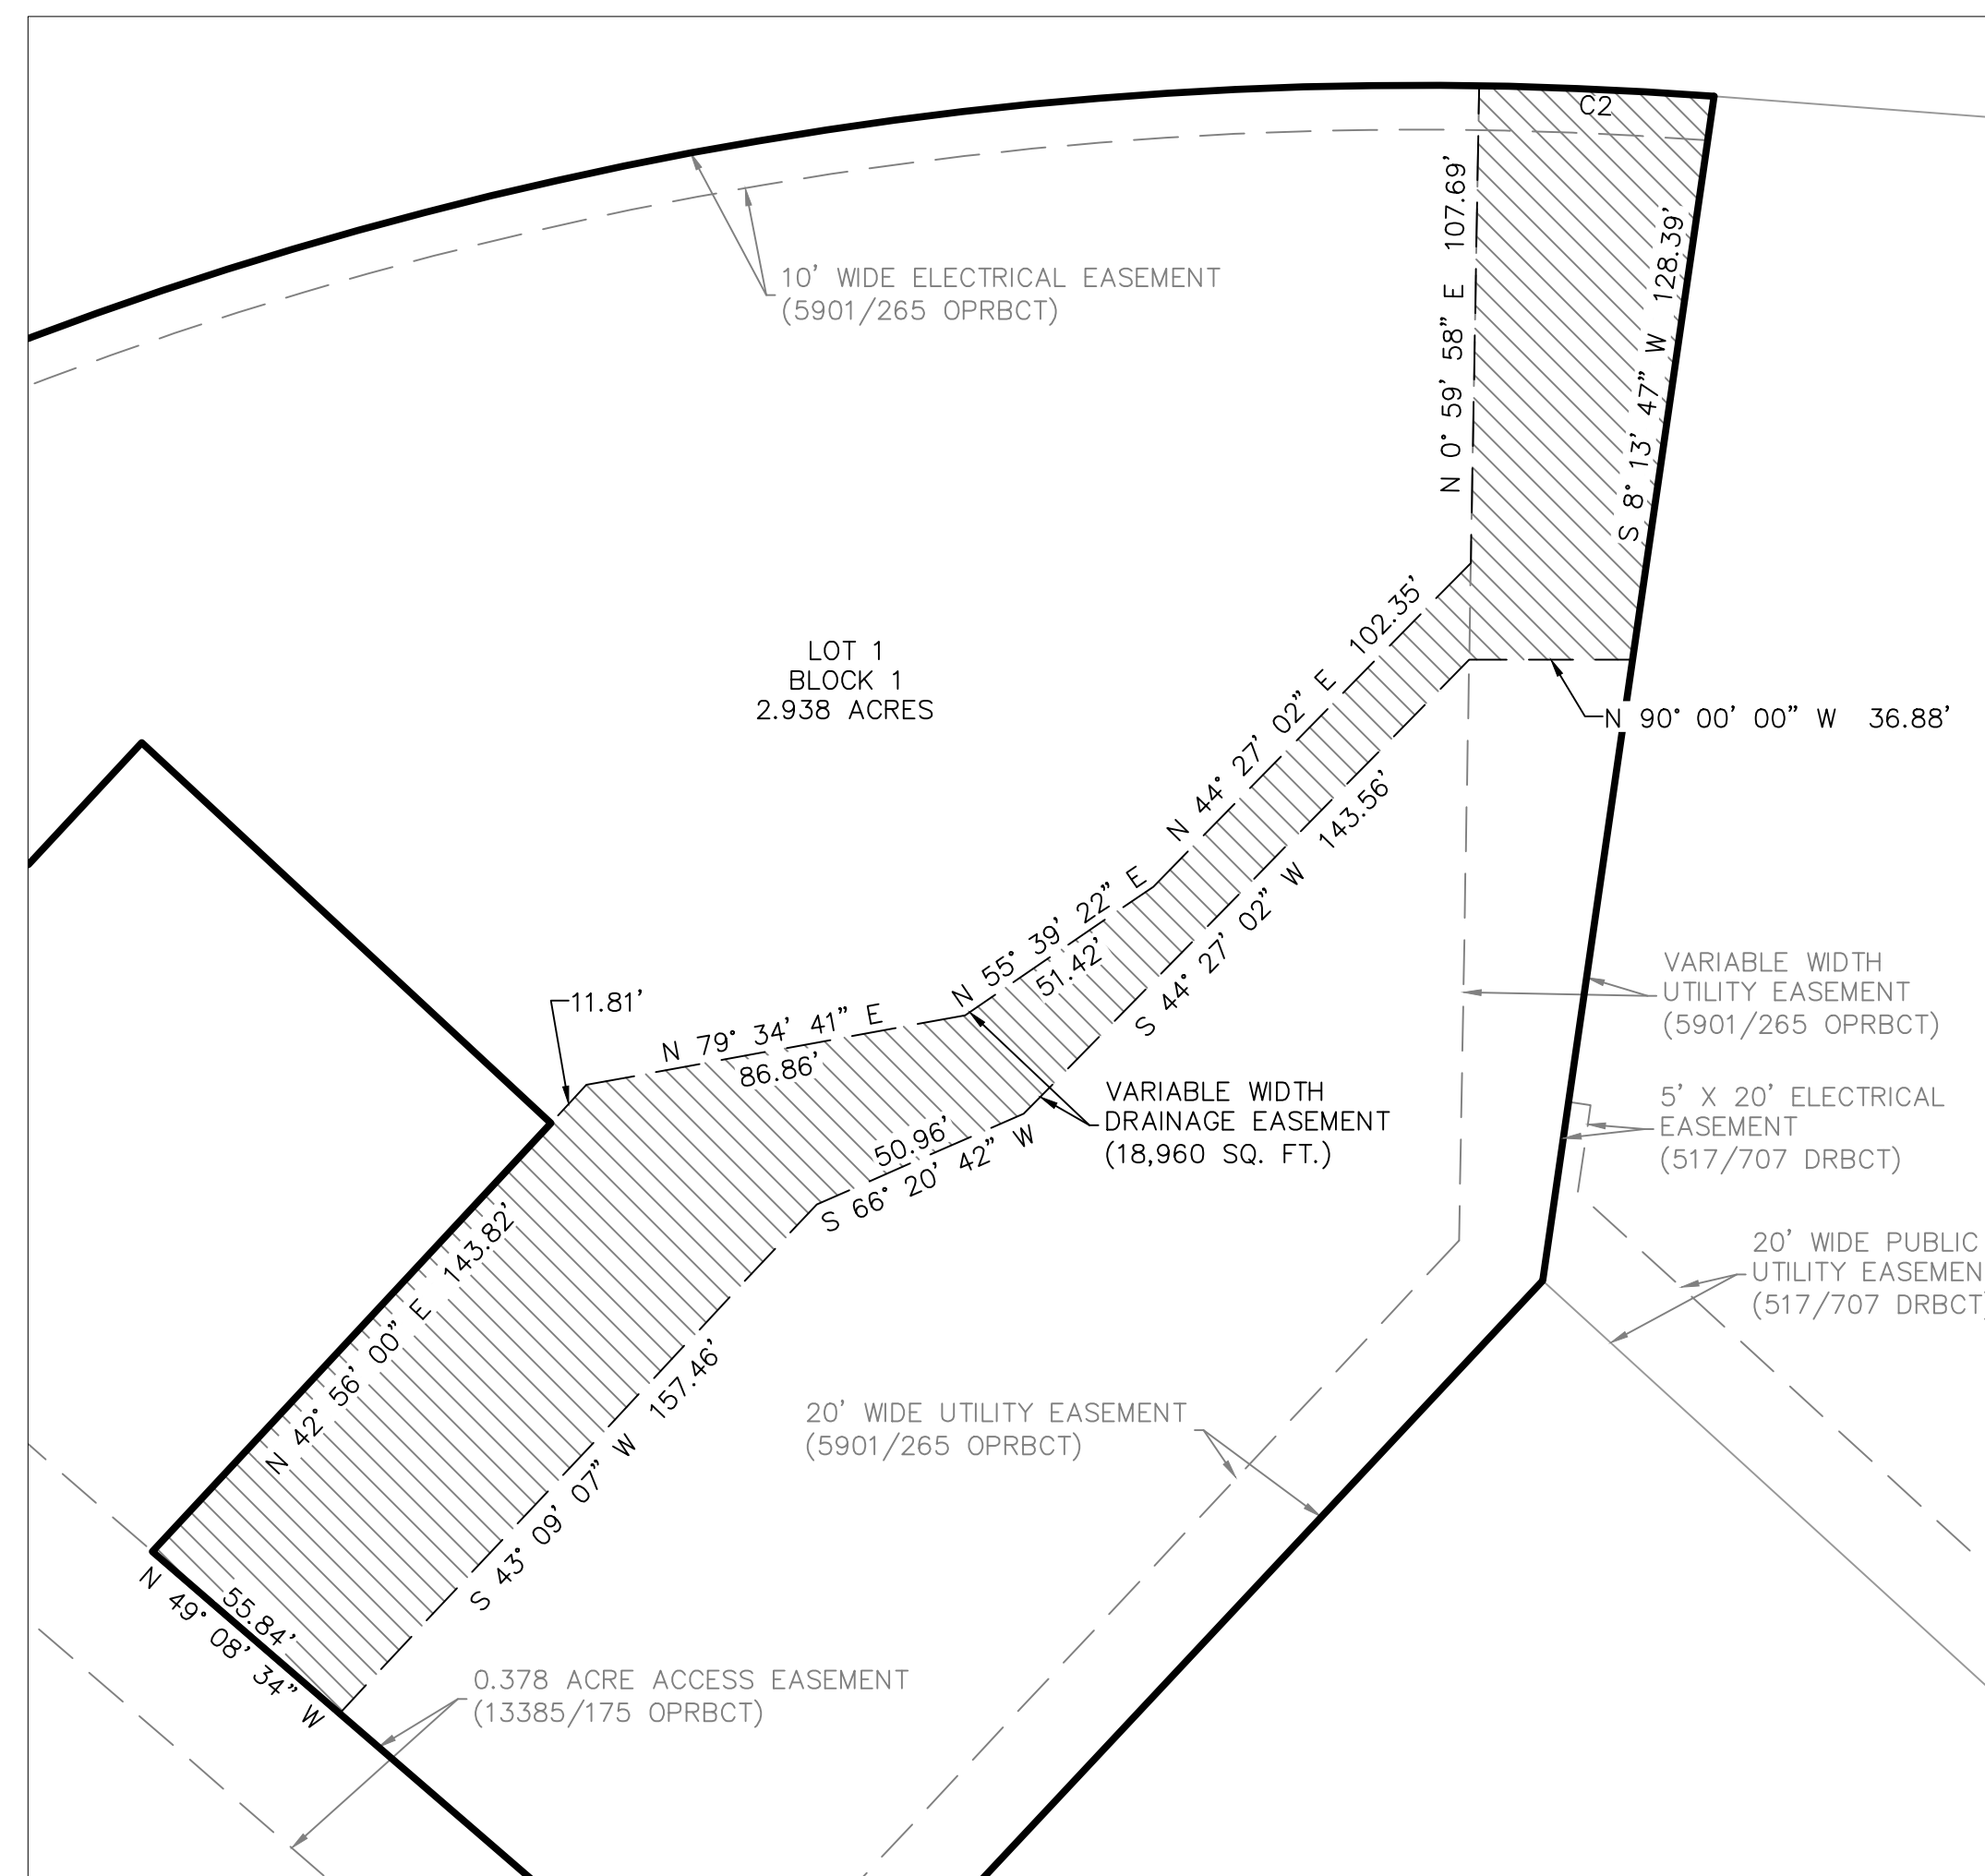 C2
N 0° 59' 58" E 107.69'
S 8° 13' 47" W 128.39'
10' WIDE ELECTRICAL EASEMENT
(5901/265 OPRBCT)
LOT 1
BLOCK 1
2.938 ACRES
N 44° 27' 02" E 102.35'
N 90° 00' 00" W 36.88'
S 44° 27' 02" W 143.56'
N 55° 39' 22" E
51.42'
11.81'
N 79° 34' 41" E
86.86'
VARIABLE WIDTH
UTILITY EASEMENT
(5901/265 OPRBCT)
VARIABLE WIDTH
DRAINAGE EASEMENT
(18,960 SQ. FT.)
5' X 20' ELECTRICAL
EASEMENT
(517/707 DRBCT)
50.96'
S 66° 20' 42" W
N 42° 56' 00" E 143.82'
20' WIDE PUBLIC
UTILITY EASEMEN
(517/707 DRBCT)
S 43° 09' 07" W 157.46'
20' WIDE UTILITY EASEMENT
(5901/265 OPRBCT)
55.84'
N 49° 08' 34" W
0.378 ACRE ACCESS EASEMENT
(13385/175 OPRBCT)